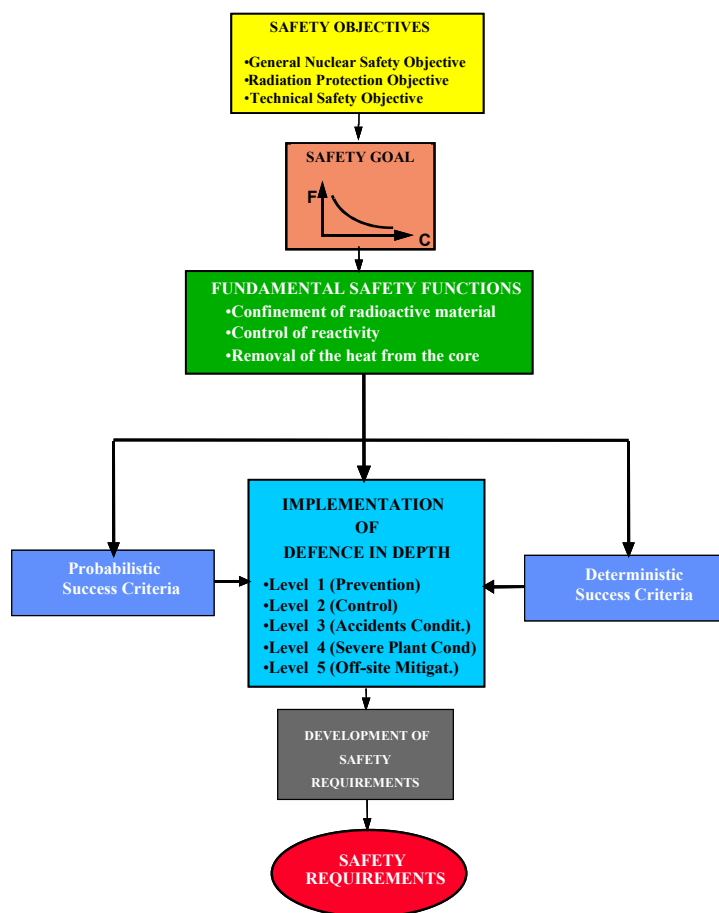 SAFETY OBJECTIVES
•General Nuclear Safety Objective
•Radiation Protection Objective
•Technical Safety Objective
SAFETY GOAL
F
C
FUNDAMENTAL SAFETY FUNCTIONS
•Confinement of radioactive material
•Control of reactivity
•Removal of the heat from the core
IMPLEMENTATION
OF
DEFENCE IN DEPTH
•Level 1 (Prevention)
•Level 2 (Control)
•Level 3 (Accidents Condit.)
•Level 4 (Severe Plant Cond)
•Level 5 (Off-site Mitigat.)
Probabilistic
Success Criteria
Deterministic
Success Criteria
DEVELOPMENT OF
SAFETY
REQUIREMENTS
SAFETY
REQUIREMENTS